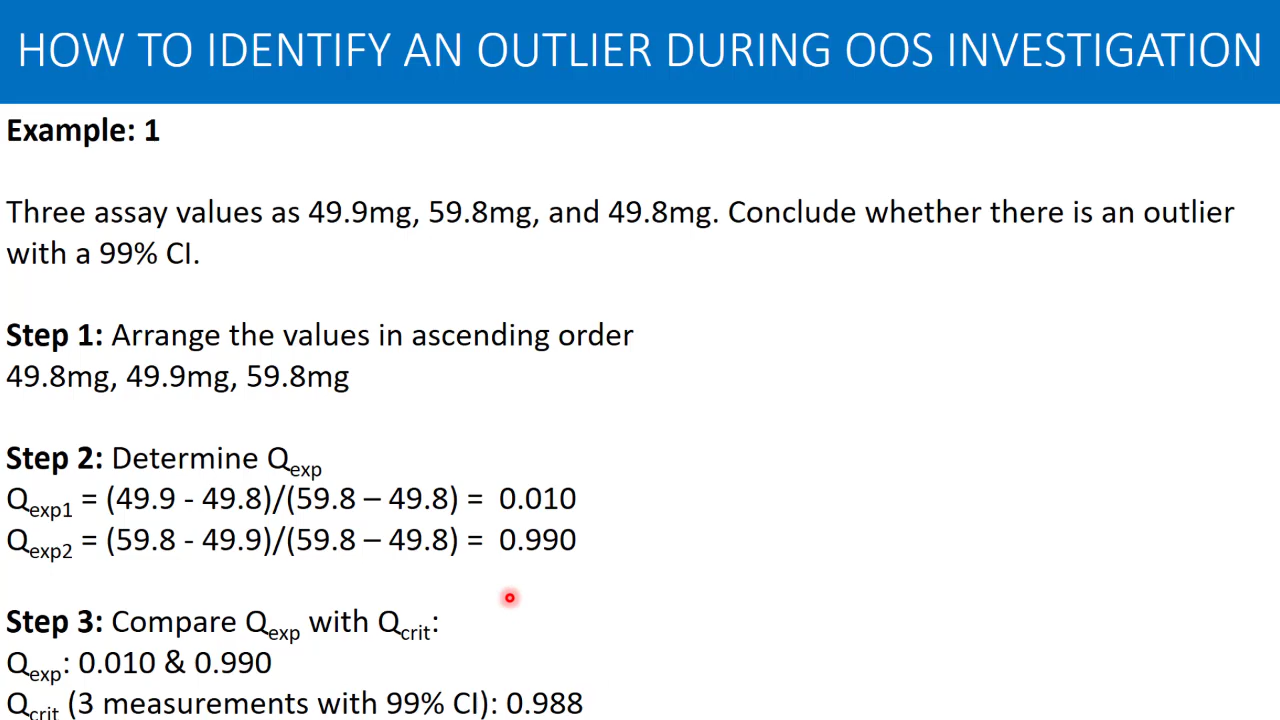 HOW TO IDENTIFY AN OUTLIER DURING OOS INVESTIGATION
Example: 1
Three assay values as 49.9mg, 59.8mg, and 49.8mg. Conclude whether there is an outlier
with a 99% CI.
Step 1: Arrange the values in ascending order
49.8mg, 49.9mg, 59.8mg
Step 2: Determine Qexp
Qexp1 = (49.9 - 49.8)/(59.8 – 49.8) = 0.010
Qexp2 = (59.8 - 49.9)/(59.8 – 49.8) = 0.990
Step 3: Compare Qexp with Qcrit:
Qexp: 0.010 & 0.990
Qcrit (3 measurements with 99% CI): 0.988